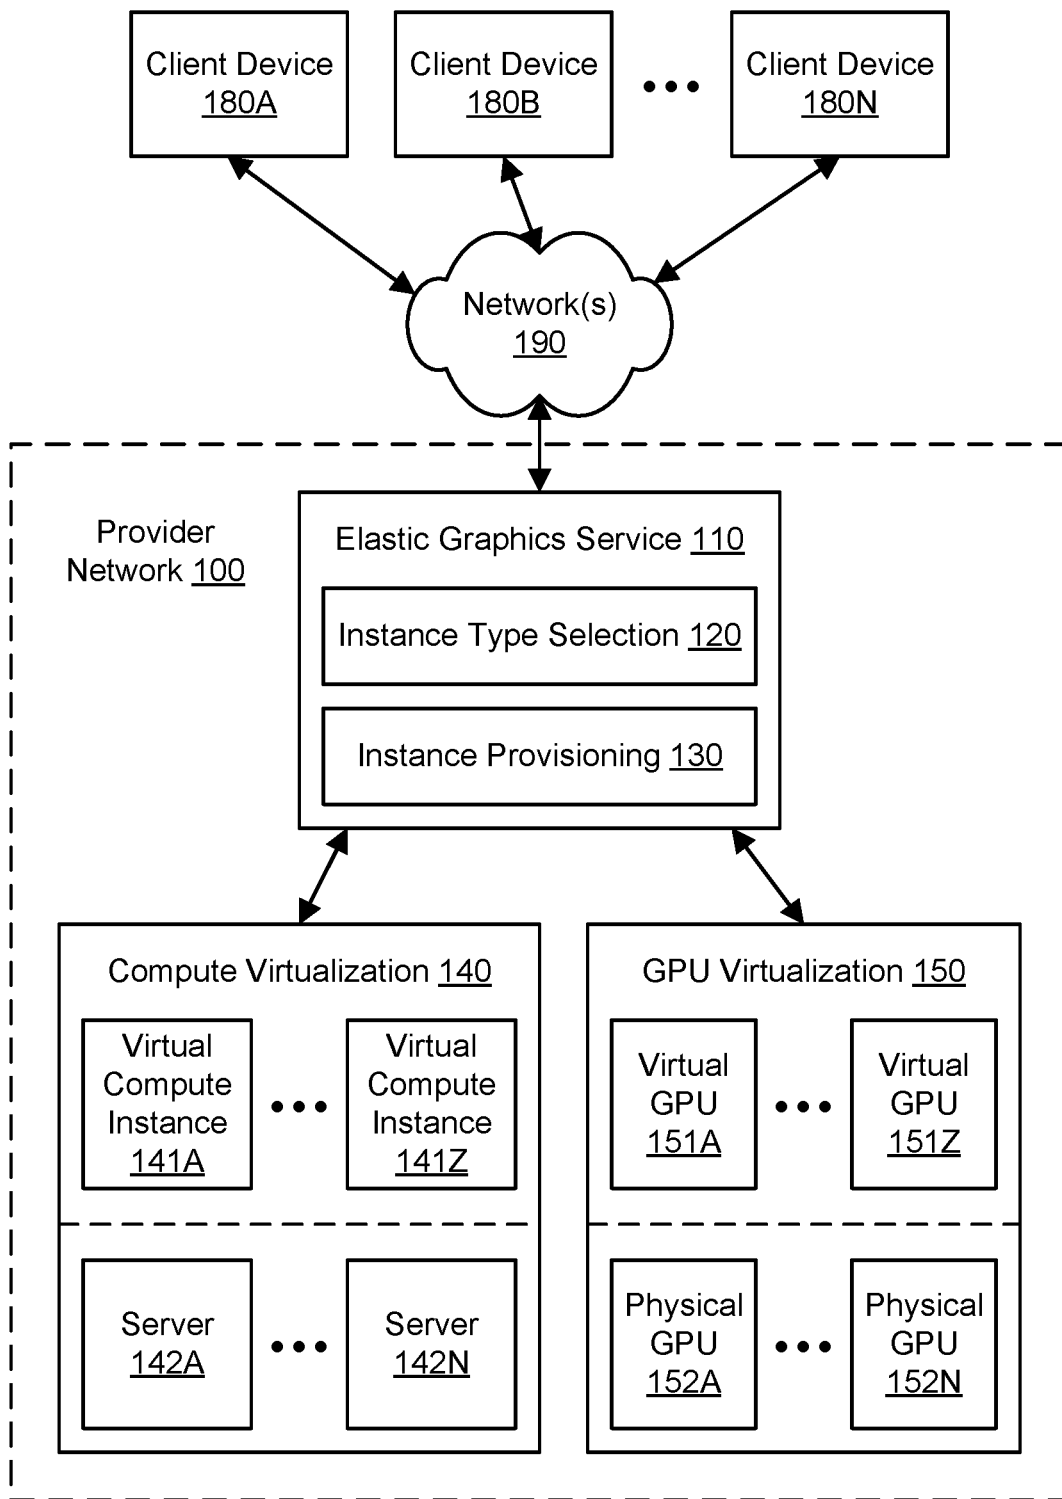 Client Device
180A
Client Device
180B
Client Device
180N
Network(s)
190
Provider
Network 100
Elastic Graphics Service 110
Instance Type Selection 120
Instance Provisioning 130
Compute Virtualization 140
Virtual
Compute
Instance
141A
Virtual
Compute
Instance
141Z
Server
142A
Server
142N
GPU Virtualization 150
Virtual
GPU
151A
Virtual
GPU
151Z
Physical
GPU
152A
Physical
GPU
152N